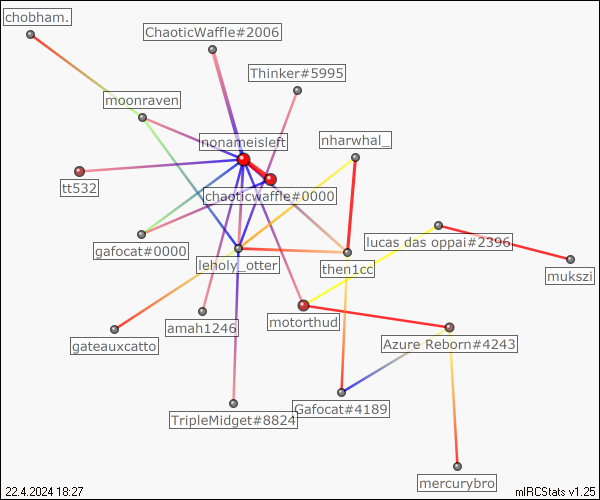 chobham.
ChaoticWaffle#2006
Thinker#5995
moonraven
nonameisleft
nharwhal_
tt532
chaoticwaffle#0000
gafocat#0000
lucas das oppai#2396
leholy_otter
then1cc
mukszi
amah1246
motorthud
gateauxcatto
Azure Reborn#4243
TripleMidget#8824
Gafocat#4189
mercurybro
22.4.2024 18:27
mIRCStats v1.25